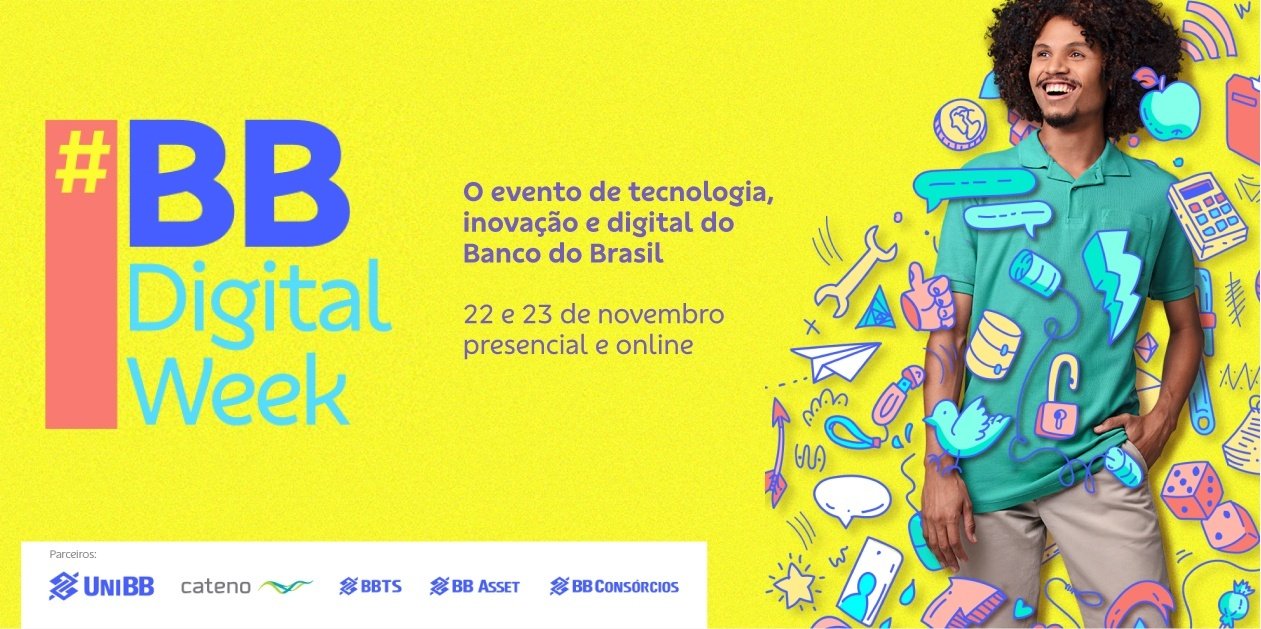 #BB
Digital
Week
O evento de tecnologia,
inovação e digital do
Banco do Brasil
22 e 23 de novembro
presencial e online
Parceiros:
UNIBB
cateno
BBTS
BB ASSET
BB CONSÓRCIOS